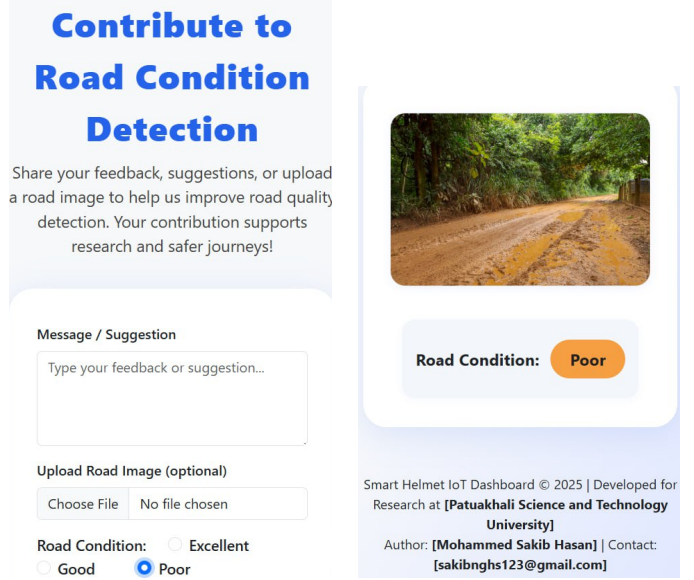 Contribute to
Road Condition
Detection
Share your feedback, suggestions, or upload
a road image to help us improve road quality
detection. Your contribution supports
research and safer journeys!
Message / Suggestion
Type your feedback or suggestion...
Upload Road Image (optional)
Choose File No file chosen
Road Condition: Excellent
Good Poor
Road Condition: Poor
Smart Helmet IoT Dashboard © 2025 | Developed for
Research at [Patuakhali Science and Technology
University]
Author: [Mohammed Sakib Hasan] | Contact:
[sakibnghs123@gmail.com]